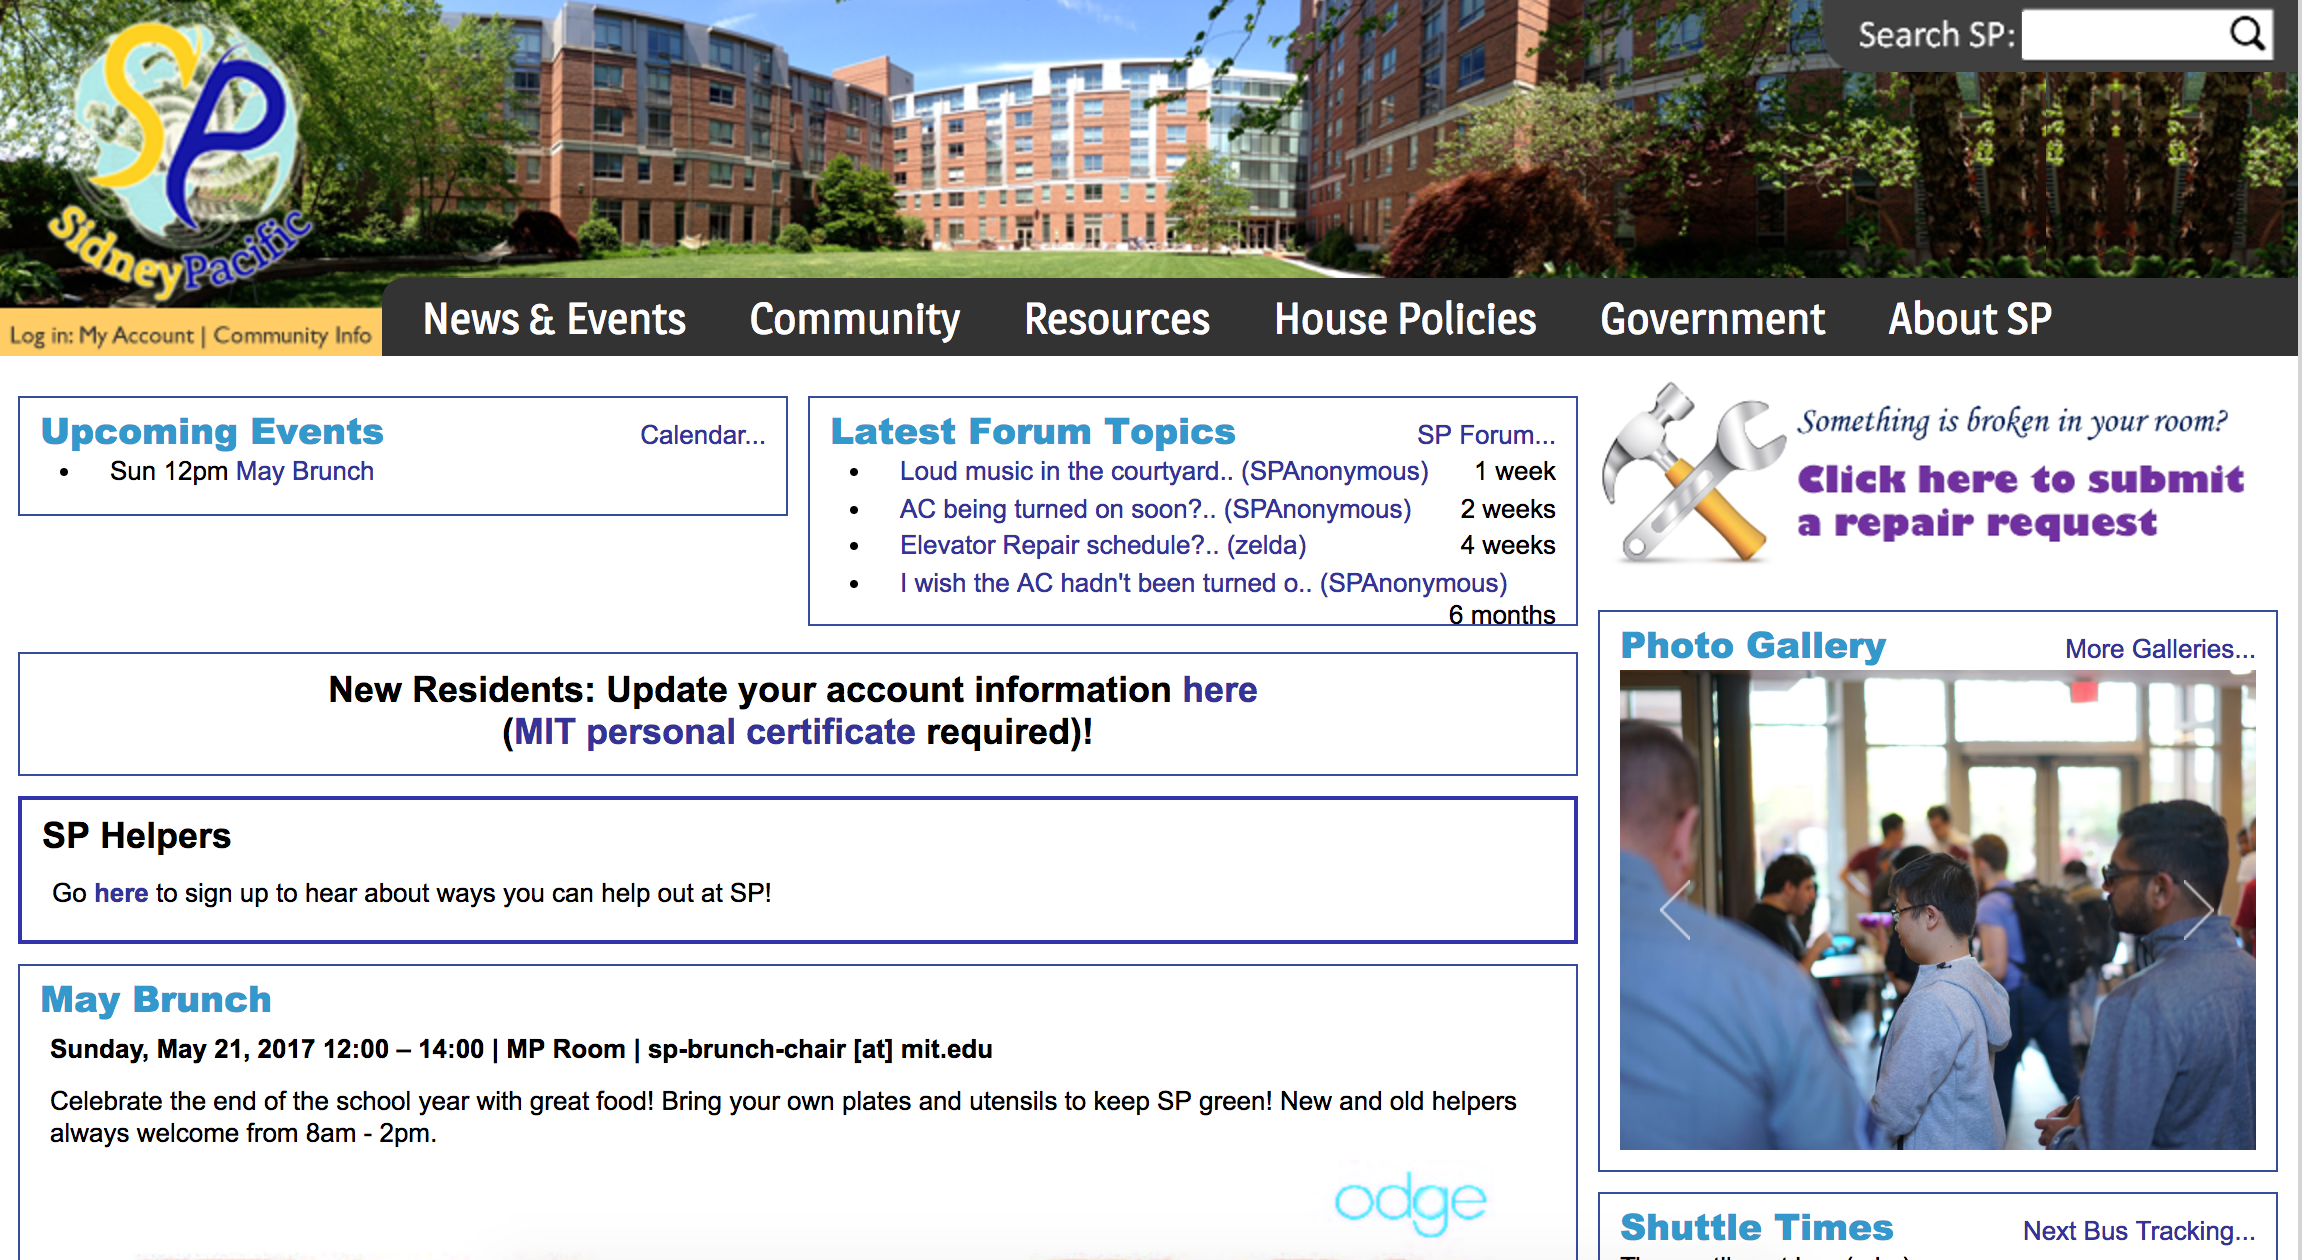 SP
SidneyPacific
Search SP:
Log in: My Account | Community Info
News & Events Community Resources House Policies Government About SP
Upcoming Events Calendar...
• Sun 12pm May Brunch
Latest Forum Topics SP Forum...
• Loud music in the courtyard.. (SPAnonymous) 1 week
• AC being turned on soon?.. (SPAnonymous) 2 weeks
• Elevator Repair schedule?.. (zelda) 4 weeks
• I wish the AC hadn't been turned o.. (SPAnonymous)
6 months
Something is broken in your room?
Click here to submit
a repair request
New Residents: Update your account information here
(MIT personal certificate required)!
SP Helpers
Go here to sign up to hear about ways you can help out at SP!
May Brunch
Sunday, May 21, 2017 12:00 – 14:00 | MP Room | sp-brunch-chair [at] mit.edu
Celebrate the end of the school year with great food! Bring your own plates and utensils to keep SP green! New and old helpers
always welcome from 8am - 2pm.
odge
Photo Gallery More Galleries...
Shuttle Times Next Bus Tracking...